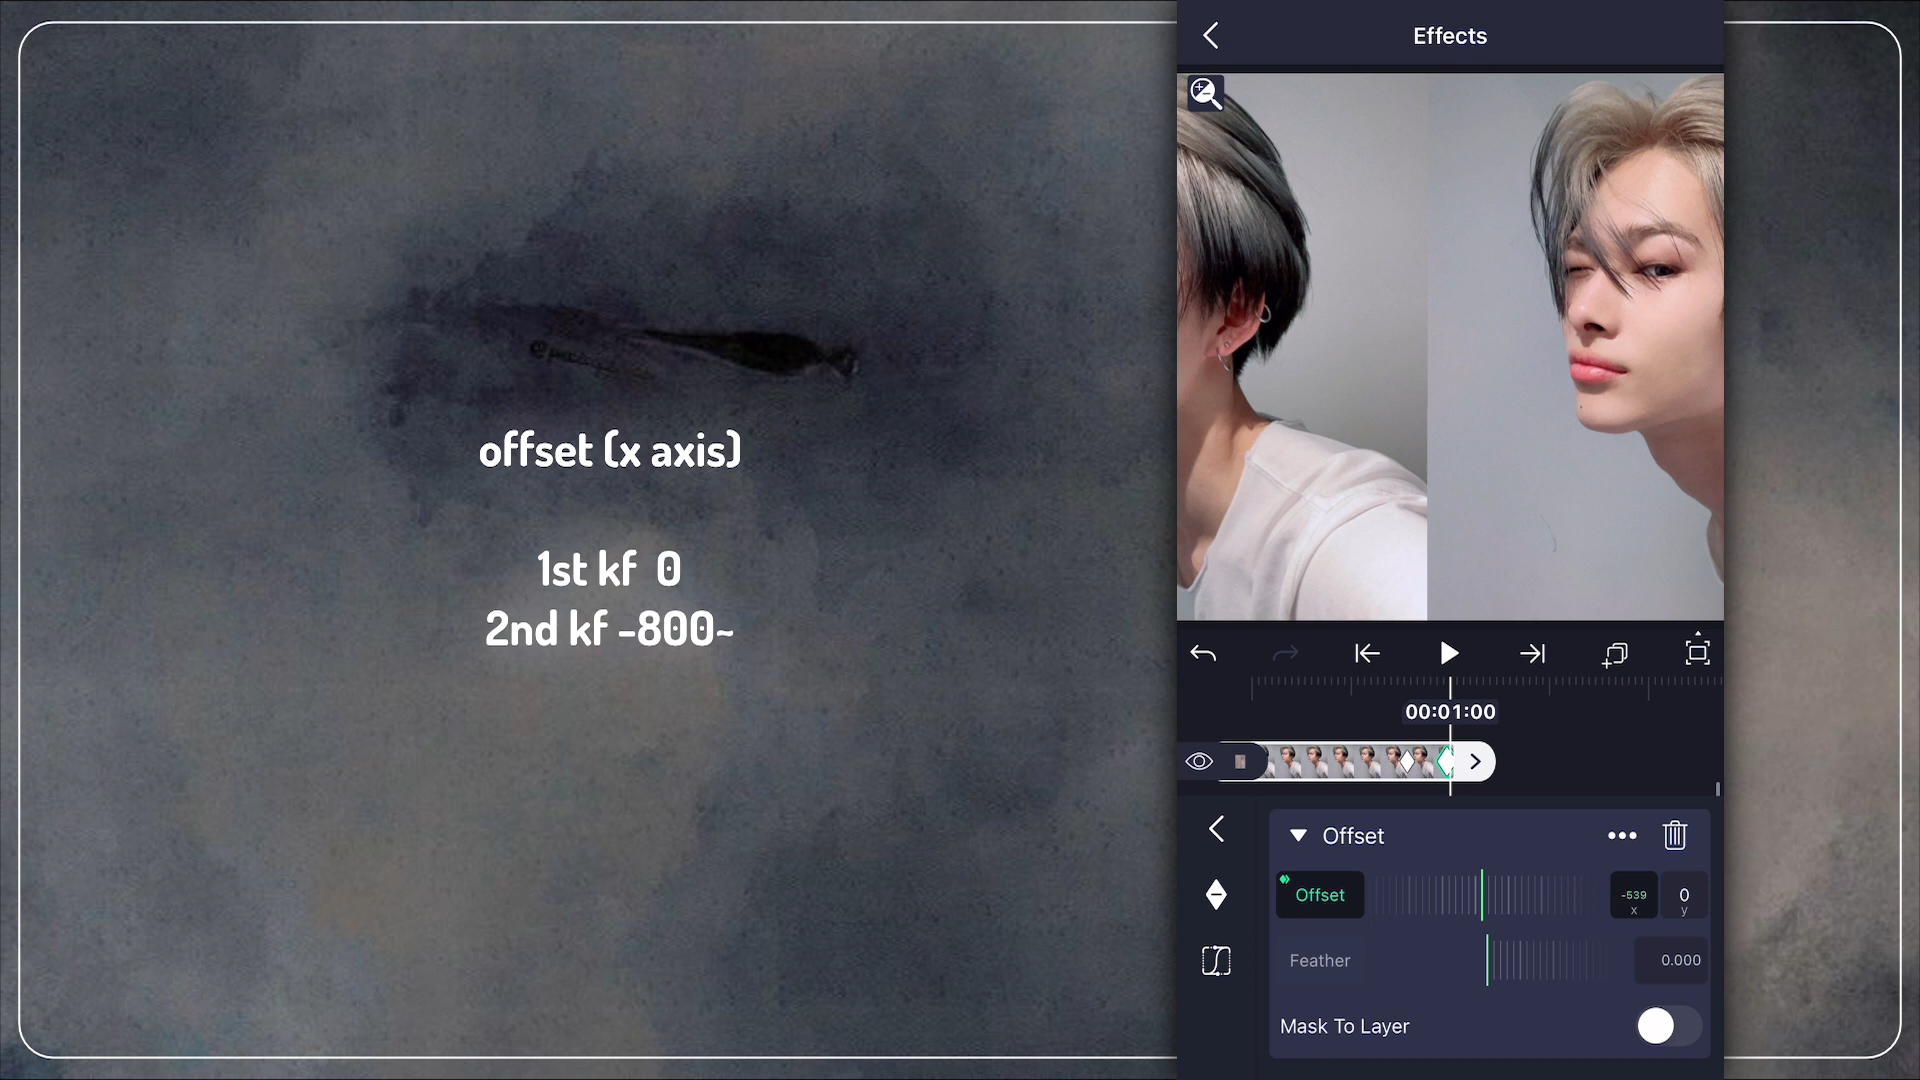 Effects
offset (x axis)
1st kf 0
2nd kf -800~
00:01:00
Offset
Offset
-539
x
0
y
Feather
0.000
Mask To Layer